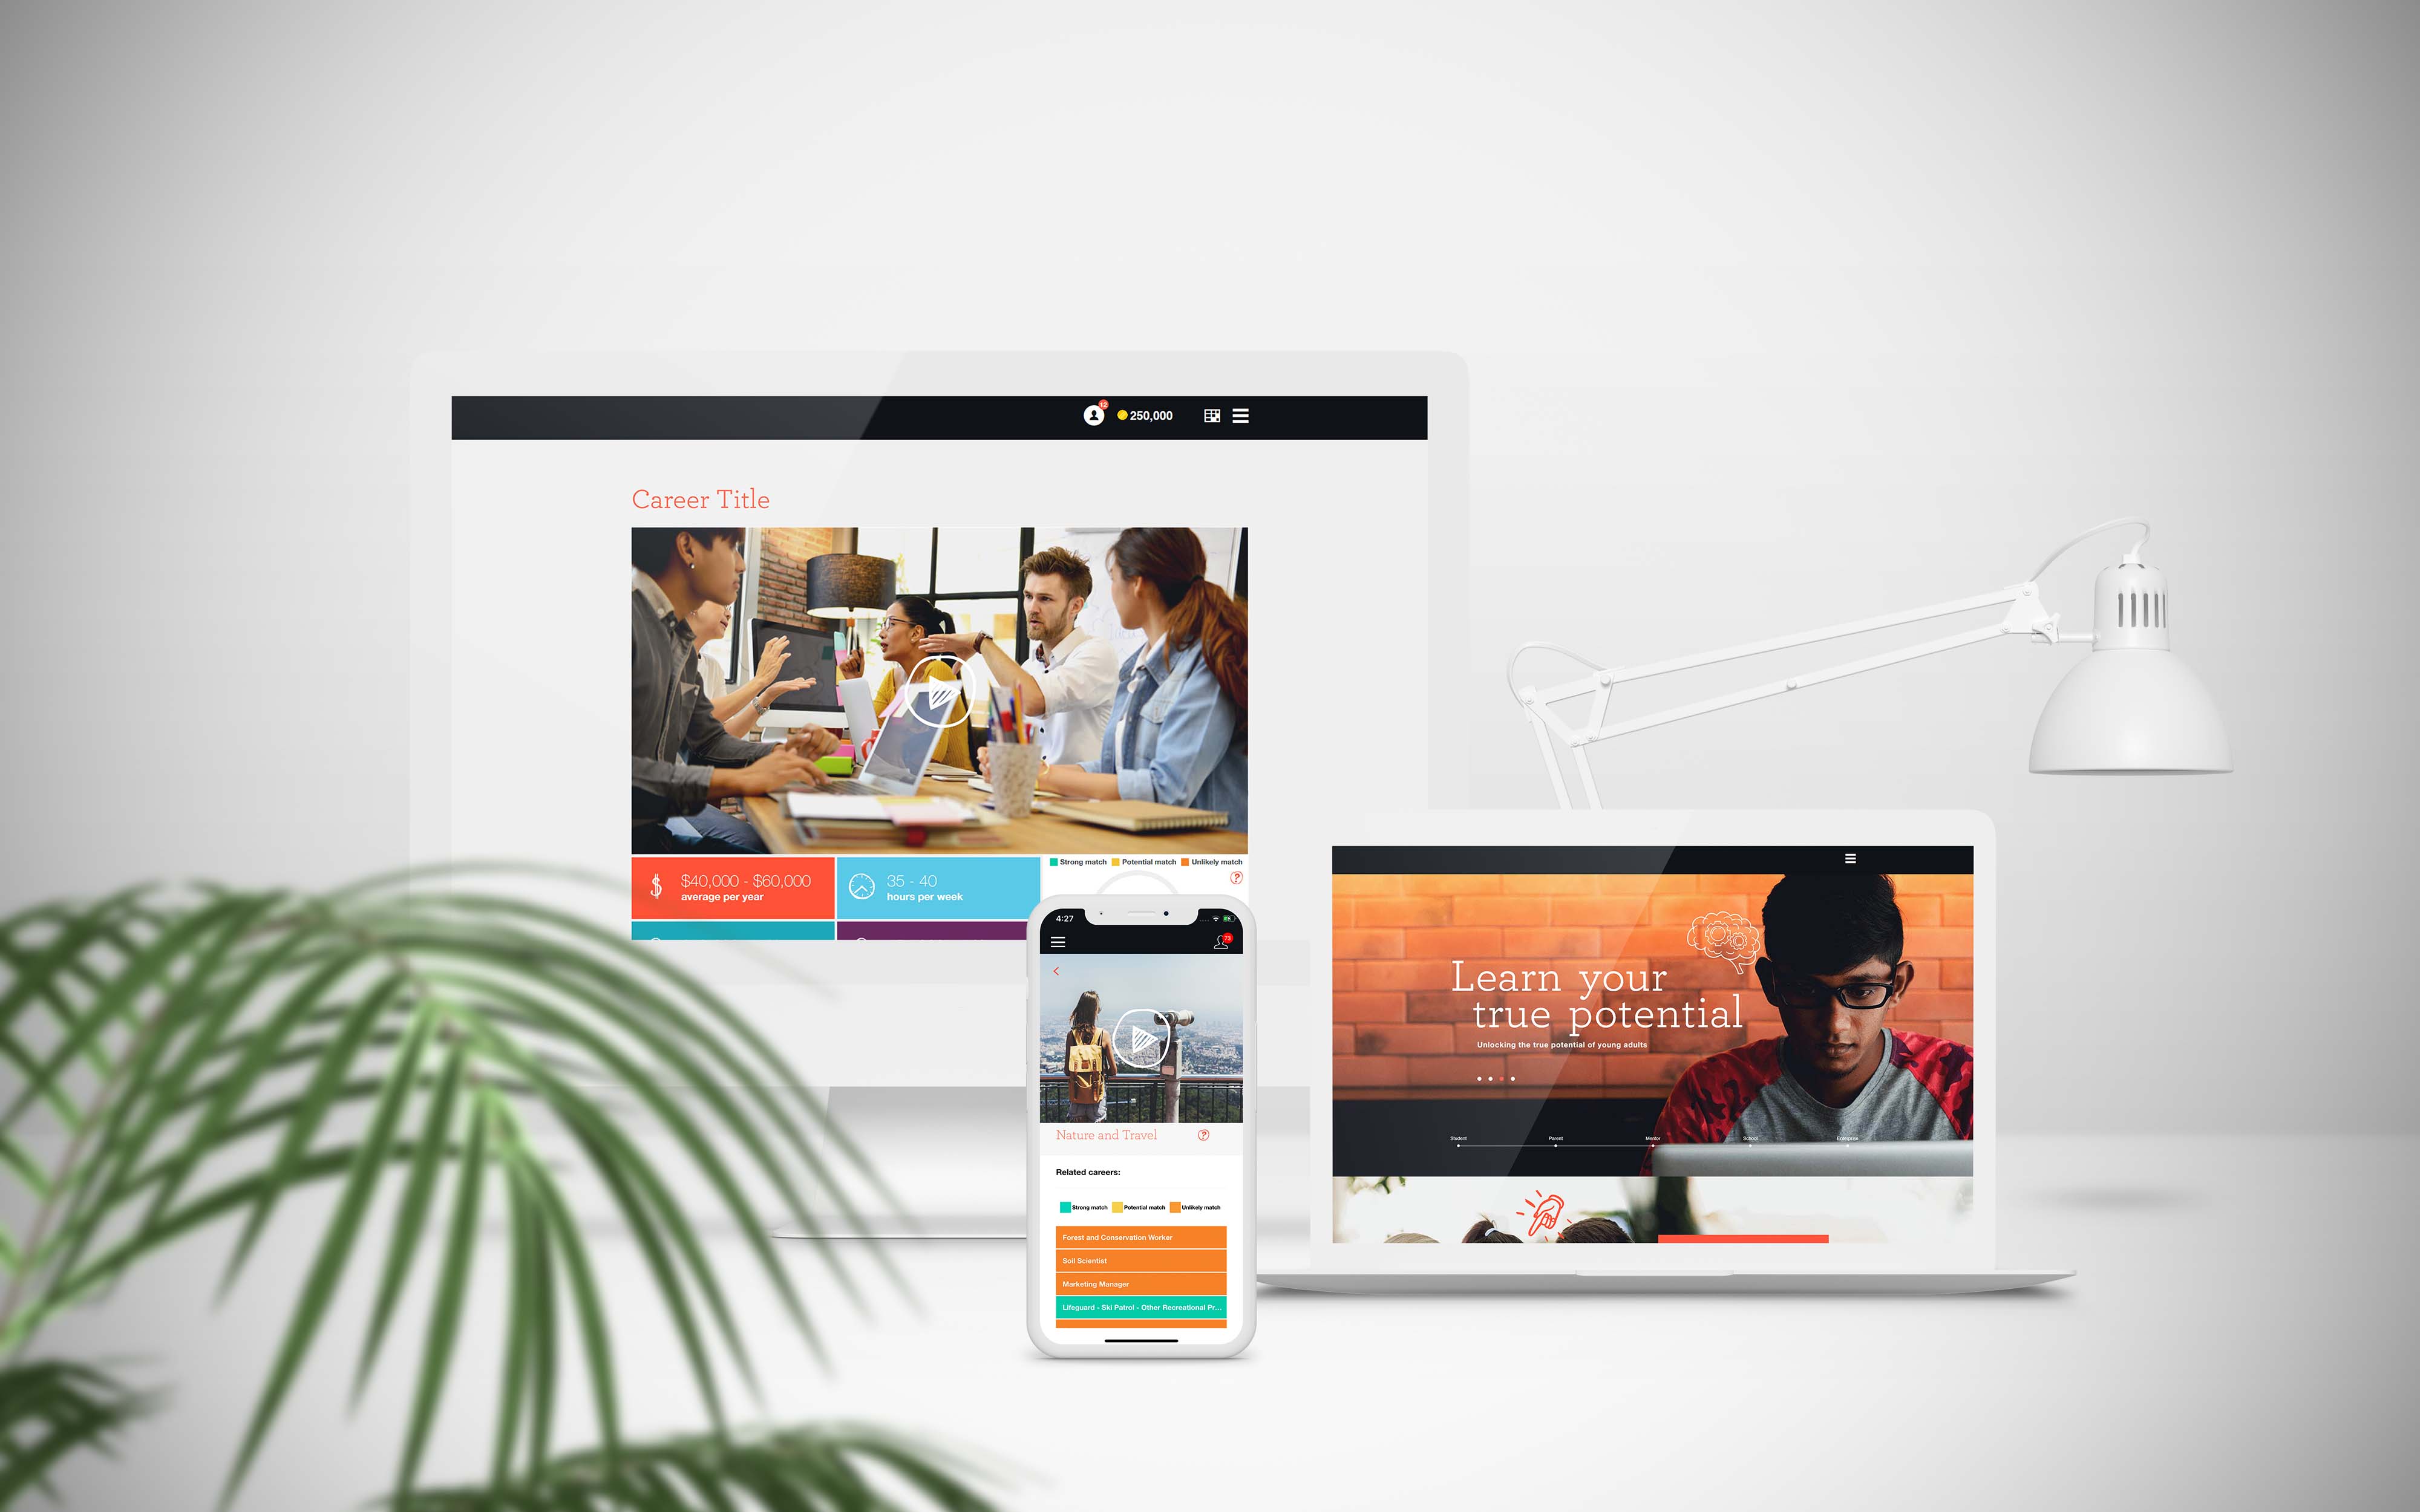 12
250,000
Career Title
$40,000 - $60,000
average per year
35 - 40
hours per week
Strong match
Potential match
Unlikely match
4:27
73
Nature and Travel
Related careers:
Strong match
Potential match
Unlikely match
Forest and Conservation Worker
Soil Scientist
Marketing Manager
Lifeguard - Ski Patrol - Other Recreational Pr...
Learn your
true potential
Unlocking the true potential of young adults
Student
Parent
Mentor
School
Enterprise